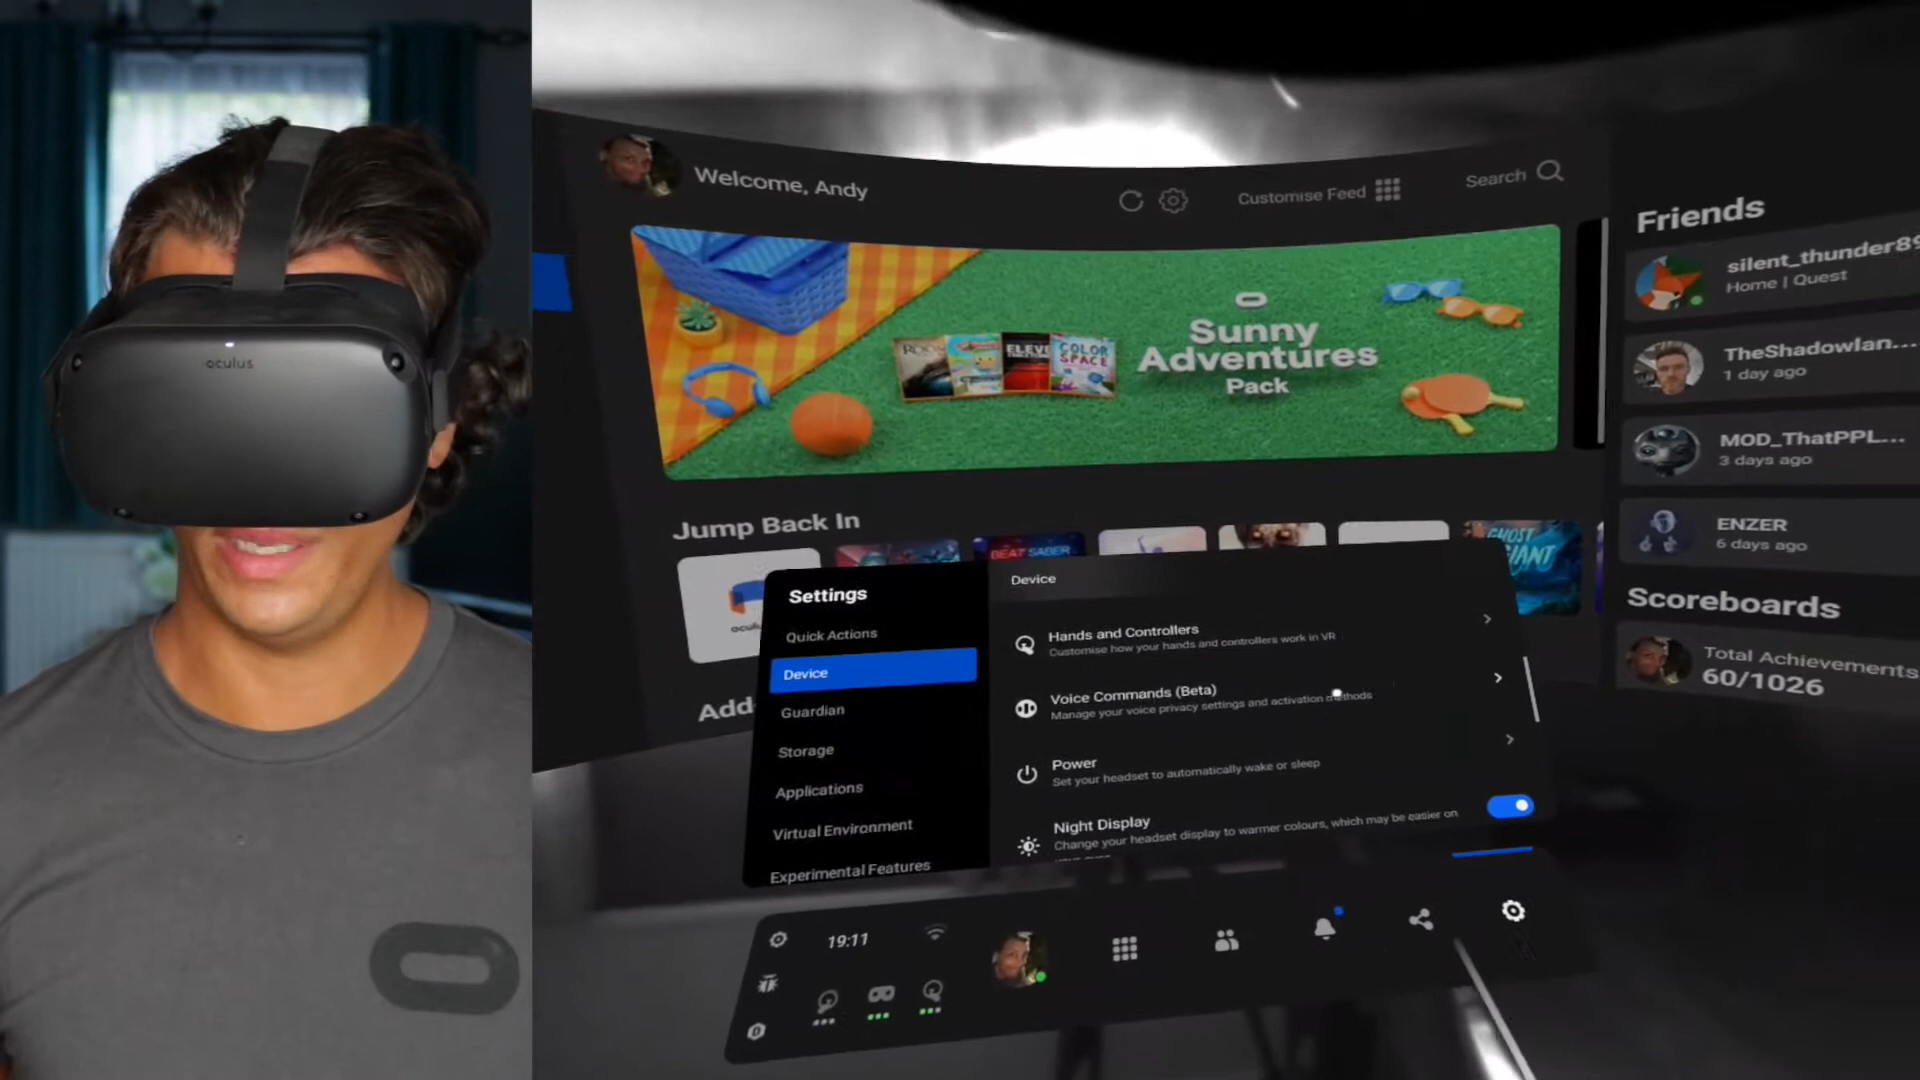 oculus
Welcome, Andy
Customise Feed
Search
Sunny
Adventures
Pack
COLOR
SPACE
Jump Back In
BEAT SABER
GHOST
GIANT
Friends
silent_thunder89
Home | Quest
TheShadowlan...
1 day ago
MOD_ThatPPL...
3 days ago
ENZER
6 days ago
Scoreboards
Total Achievements
60/1026
Add
Settings
Quick Actions
Device
Guardian
Storage
Applications
Virtual Environment
Experimental Features
Device
Hands and Controllers
Customise how your hands and controllers work in VR
Voice Commands (Beta)
Manage your voice privacy settings and activation methods
Power
Set your headset to automatically wake or sleep
Night Display
Change your headset display to warmer colours, which may be easier on
19:11